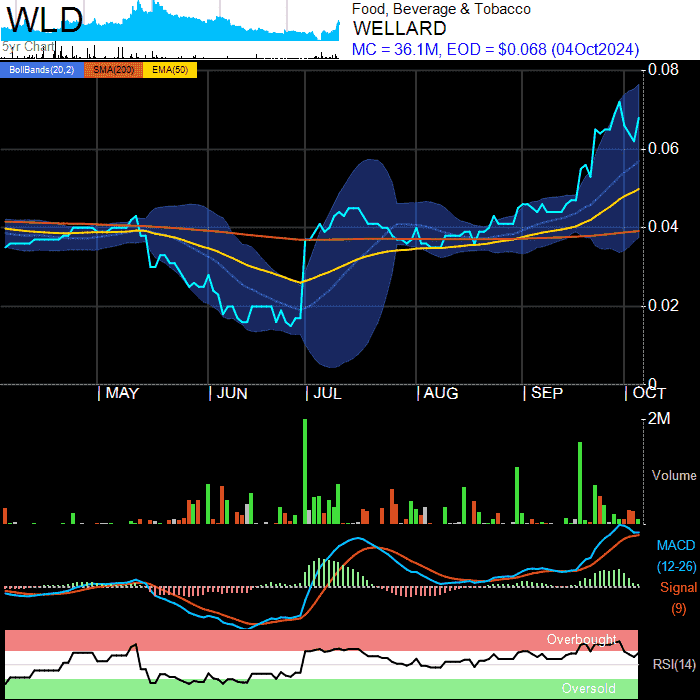 WLD
5yr Chart
Food, Beverage & Tobacco
WELLARD
MC = 36.1M, EOD = $0.068 (04Oct2024)
BollBands(20,2) SMA(200) EMA(50)
0.08
0.06
0.04
0.02
0
MAY JUN JUL AUG SEP OCT
2M
Volume
MACD
(12-26)
Signal
(9)
Overbought
RSI(14)
Oversold